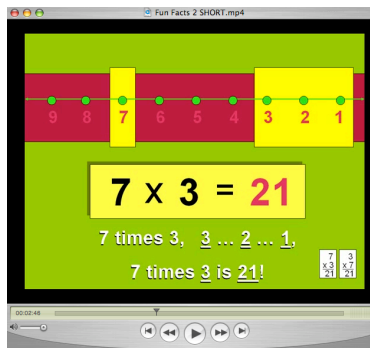 Fun Facts 2 SHORT.mp4
9 8 7 6 5 4 3 2 1
7 x 3 = 21
7 times 3, 3 ... 2 ... 1,
7 times 3 is 21!
7 3
x 3 x 7
21 21
00:02:46